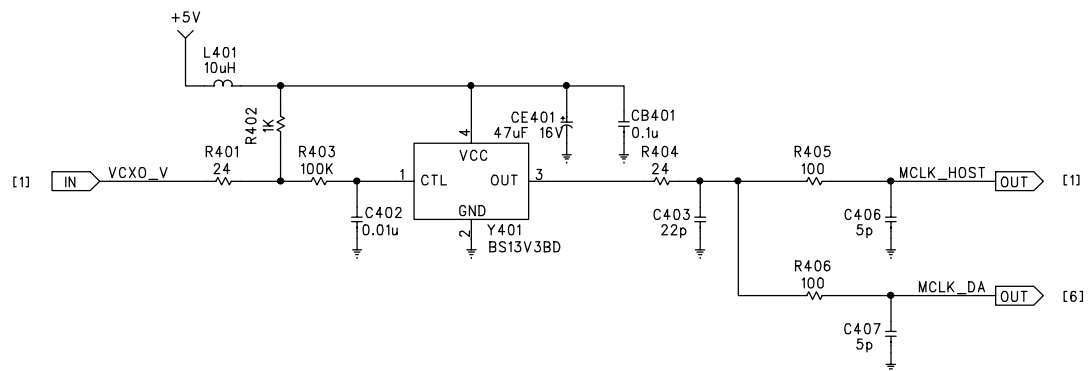 +5V
L401
10uH
R402
1K
CE401
47uF 16V
+
CB401
0.1u
4
VCC
[1]
IN
VCXO_V
R401
24
R403
100K
1
CTL
OUT
3
GND
2
Y401
BS13V3BD
C402
0.01u
R404
24
C403
22p
R405
100
MCLK_HOST
OUT
[1]
C406
5p
R406
100
MCLK_DA
OUT
[6]
C407
5p